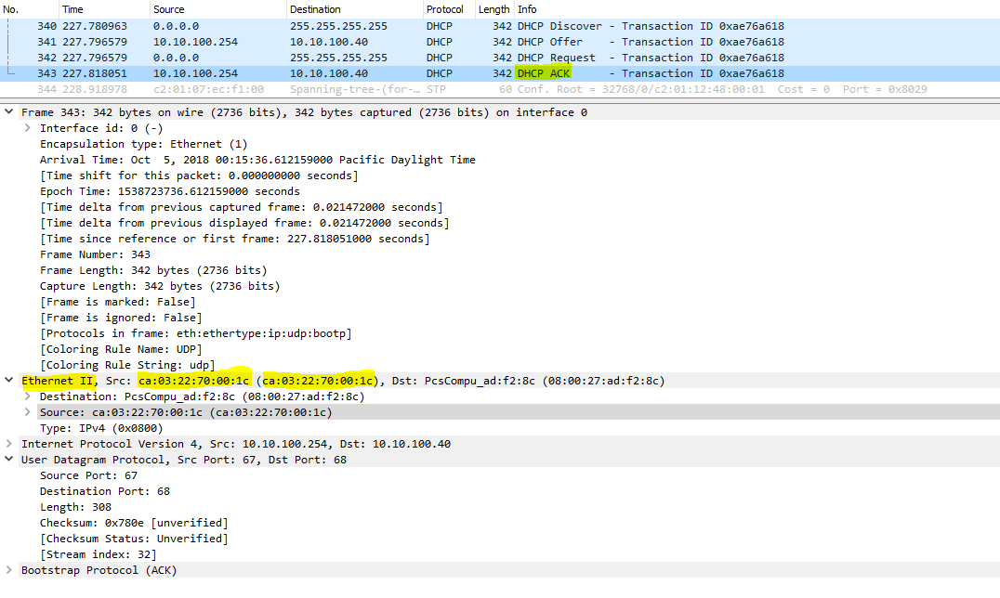 No. Time Source Destination Protocol Length Info
340 227.780963 0.0.0.0 255.255.255.255 DHCP 342 DHCP Discover - Transaction ID 0xae76a618
341 227.796579 10.10.100.254 10.10.100.40 DHCP 342 DHCP Offer - Transaction ID 0xae76a618
342 227.796579 0.0.0.0 255.255.255.255 DHCP 342 DHCP Request - Transaction ID 0xae76a618
343 227.818051 10.10.100.254 10.10.100.40 DHCP 342 DHCP ACK - Transaction ID 0xae76a618
344 228.918978 c2:01:07:ec:f1:00 Spanning-tree-(for-… STP 60 Conf. Root = 32768/0/c2:01:12:48:00:01 Cost = 0 Port = 0x8029
Frame 343: 342 bytes on wire (2736 bits), 342 bytes captured (2736 bits) on interface 0
Interface id: 0 (-)
Encapsulation type: Ethernet (1)
Arrival Time: Oct 5, 2018 00:15:36.612159000 Pacific Daylight Time
[Time shift for this packet: 0.000000000 seconds]
Epoch Time: 1538723736.612159000 seconds
[Time delta from previous captured frame: 0.021472000 seconds]
[Time delta from previous displayed frame: 0.021472000 seconds]
[Time since reference or first frame: 227.818051000 seconds]
Frame Number: 343
Frame Length: 342 bytes (2736 bits)
Capture Length: 342 bytes (2736 bits)
[Frame is marked: False]
[Frame is ignored: False]
[Protocols in frame: eth:ethertype:ip:udp:bootp]
[Coloring Rule Name: UDP]
[Coloring Rule String: udp]
Ethernet II, Src: ca:03:22:70:00:1c (ca:03:22:70:00:1c), Dst: PcsCompu_ad:f2:8c (08:00:27:ad:f2:8c)
Destination: PcsCompu_ad:f2:8c (08:00:27:ad:f2:8c)
Source: ca:03:22:70:00:1c (ca:03:22:70:00:1c)
Type: IPv4 (0x0800)
Internet Protocol Version 4, Src: 10.10.100.254, Dst: 10.10.100.40
User Datagram Protocol, Src Port: 67, Dst Port: 68
Source Port: 67
Destination Port: 68
Length: 308
Checksum: 0x780e [unverified]
[Checksum Status: Unverified]
[Stream index: 32]
Bootstrap Protocol (ACK)